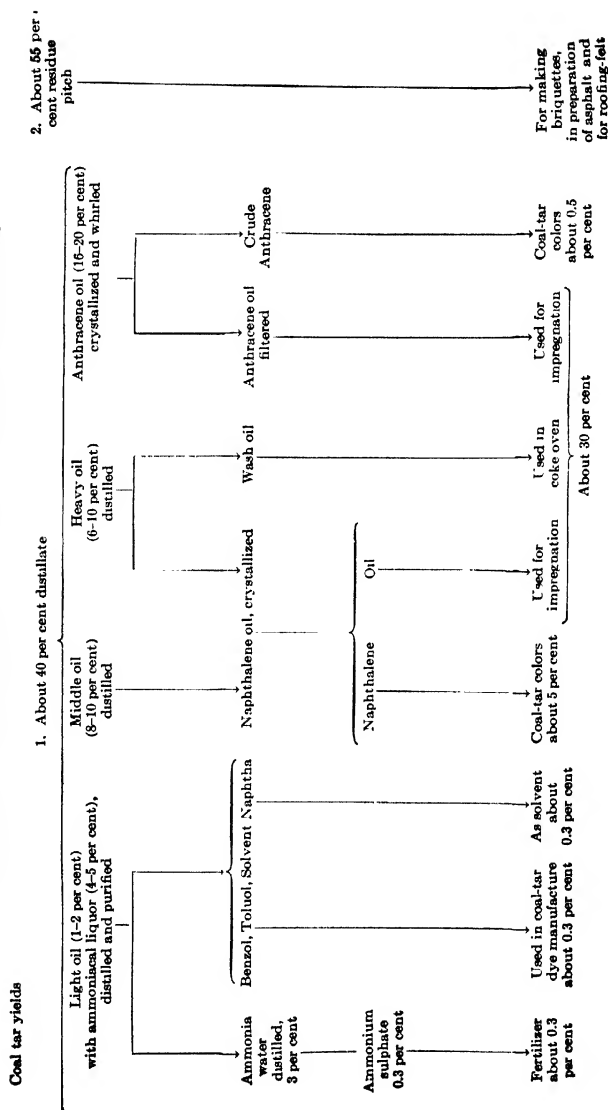 Coal tar yields
1. About 40 per cent distillate
2. About 55 per
cent residue
pitch
Light oil (1–2 per cent)
with ammoniacal liquor (4–5 per cent),
distilled and purified
Middle oil
(8–10 per cent)
distilled
Heavy oil
(6–10 per cent)
distilled
Anthracene oil (16–20 per cent)
crystallized and whirled
Ammonia
water
distilled,
3 per cent
Benzol, Toluol, Solvent Naphtha
Naphthalene oil, crystallized
Wash oil
Anthracene oil
filtered
Crude
Anthracene
Ammonium
sulphate
0.3 per cent
Naphthalene
Oil
Fertilizer
about 0.3
per cent
Used in coal-tar
dye manufacture
about 0.3 per cent
As solvent
about
0.3 per cent
Coal-tar colors
about 5 per cent
Used for
impregnation
Used in
coke oven
Used for
impregnation
About 30 per cent
Coal-tar
colors
about 0.5
per cent
For making
briquettes,
in preparation
of asphalt and
for roofing-felt